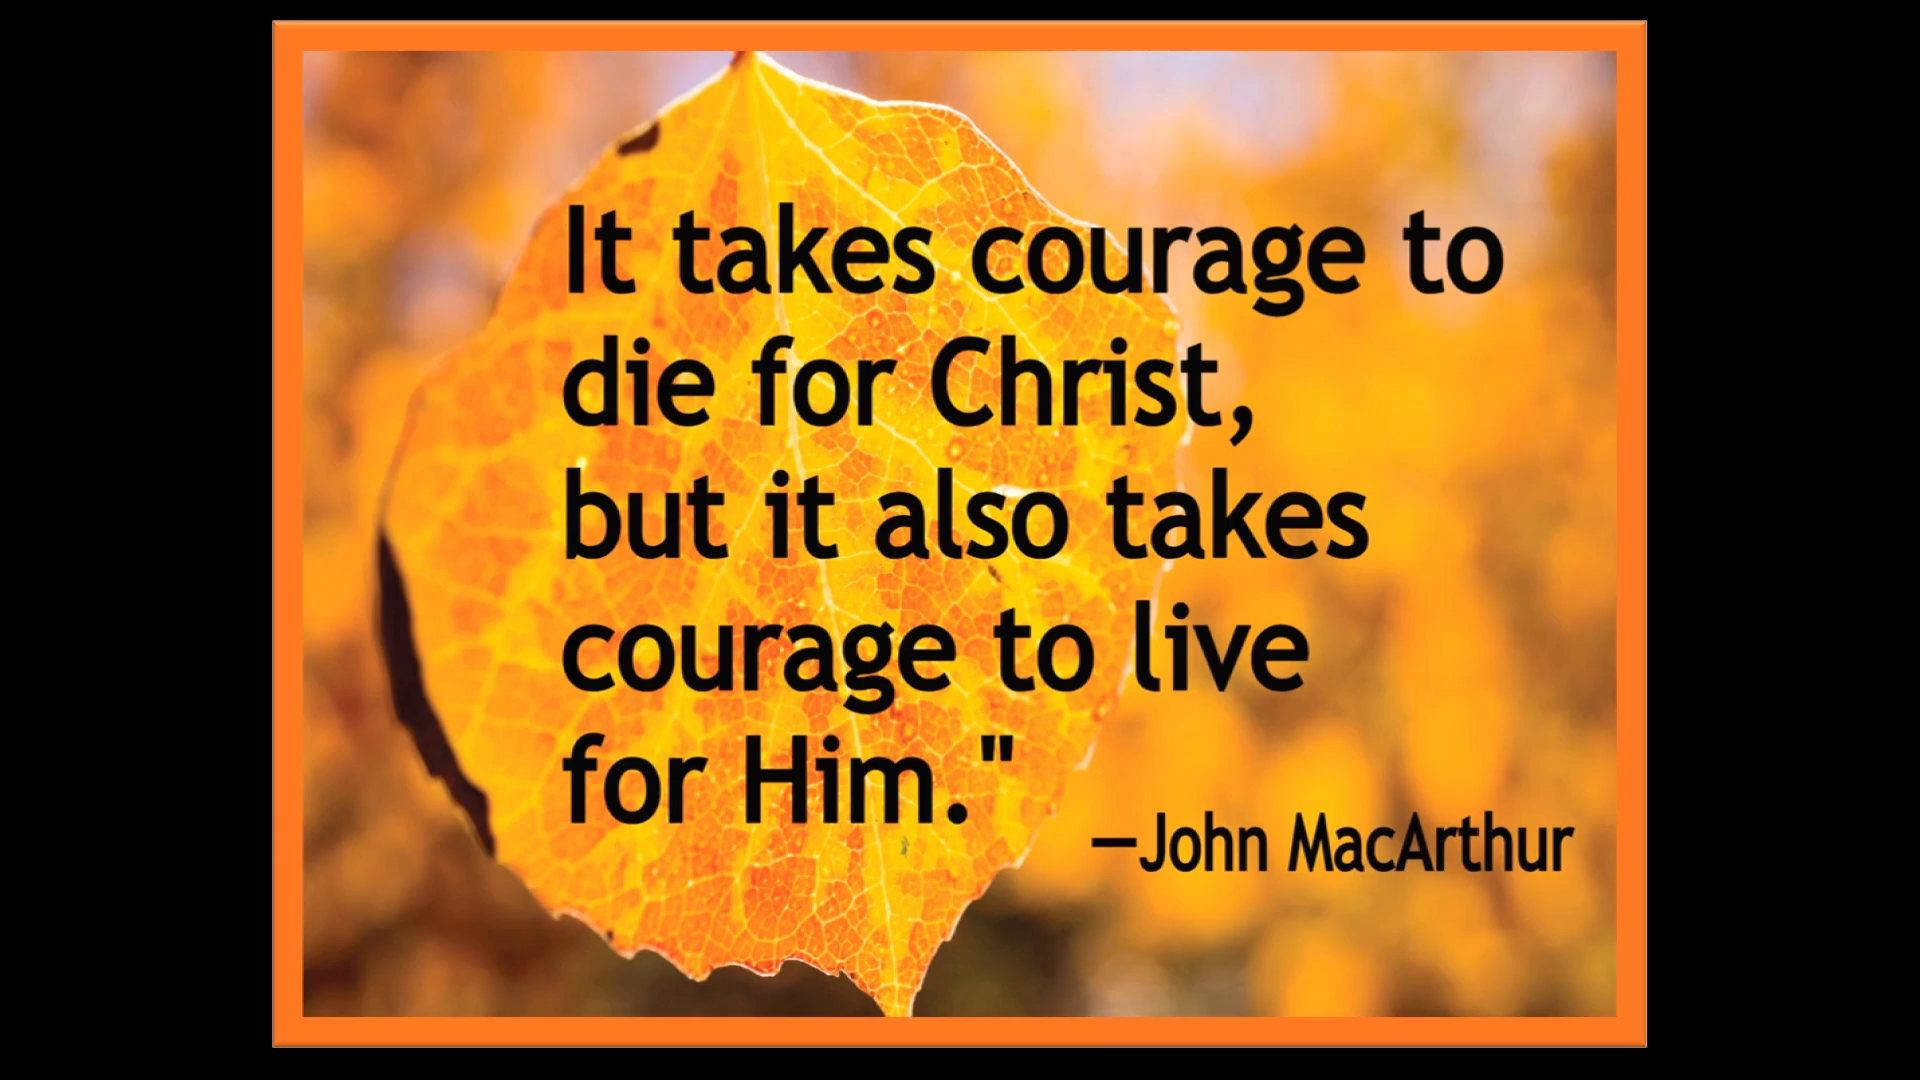 It takes courage to
die for Christ,
but it also takes
courage to live
for Him."
—John MacArthur